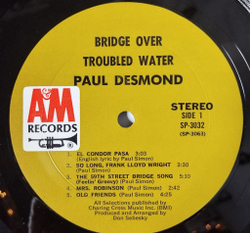 BRIDGE OVER
TROUBLED WATER
PAUL DESMOND
A&M
RECORDS
STEREO
SIDE 1
SP-3032
(SP-3063)
1. EL CONDOR PASA 3:00
(English lyric by Paul Simon)
2. SO LONG, FRANK LLOYD WRIGHT 3:00
(Paul Simon)
3. THE 59TH STREET BRIDGE SONG
(Feelin' Groovy) (Paul Simon) 5:00
4. MRS. ROBINSON (Paul Simon) 2:42
5. OLD FRIENDS (Paul Simon) 4:25
All Selections published by
Charing Cross Music Inc. (BMI)
Produced and Arranged by
Don Sebesky